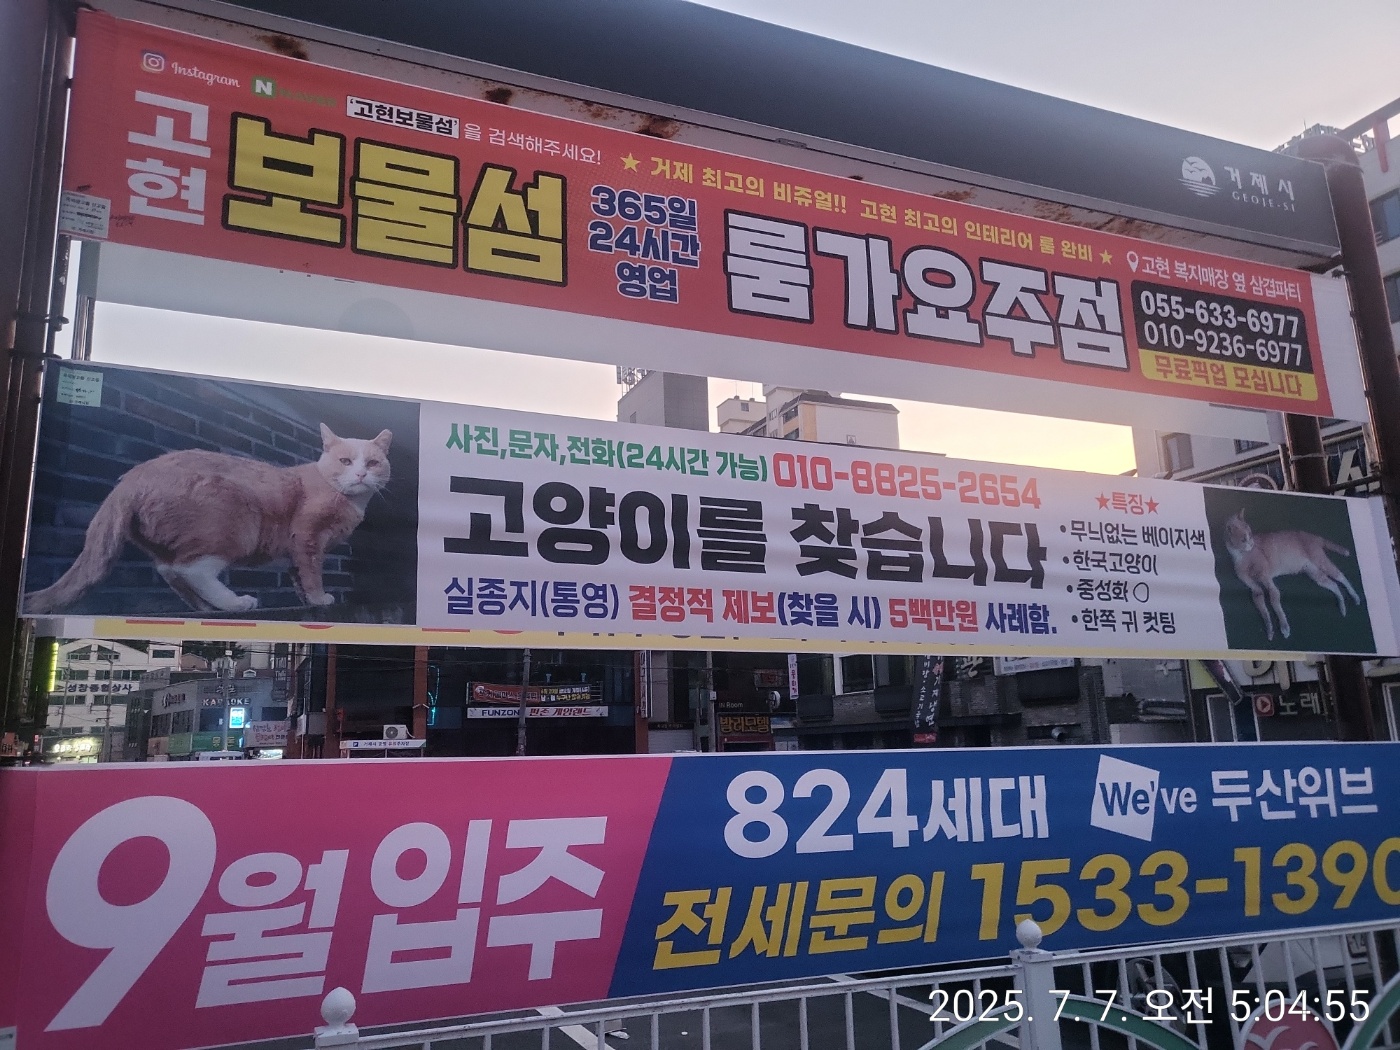 Instagram
N NAVER
'고현보물섬'을 검색해주세요!
★ 거제 최고의 비쥬얼!! 고현 최고의 인테리어 룸 완비 ★
고현
보물섬
365일
24시간
영업
룸가요주점
고현 복지매장 옆 삼겹파티
055-633-6977
010-9236-6977
무료픽업 모십니다
거제시
GEOJE-SI
사진,문자,전화(24시간 가능) 010-8825-2654
고양이를 찾습니다
실종지(통영) 결정적 제보(찾을 시) 5백만원 사례함.
★특징★
•무늬없는 베이지색
•한국고양이
•중성화 ○
•한쪽 귀 컷팅
KARAOKE
FUNZONE
노래
9월입주
824세대
We've 두산위브
전세문의 1533-1390
2025. 7. 7. 오전 5:04:55